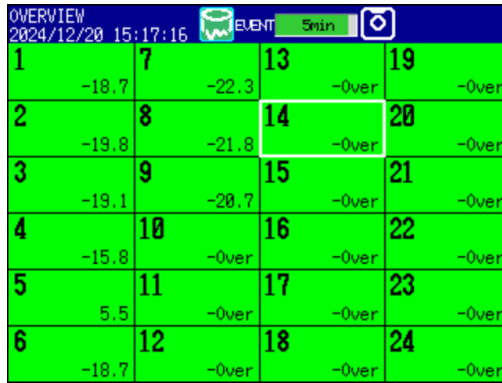 OVERVIEW
2024/12/20 15:17:16 EVENT 5min
1 7 13 19
-18.7 -22.3 -Over -Over
2 8 14 20
-19.8 -21.8 -Over -Over
3 9 15 21
-19.1 -20.7 -Over -Over
4 10 16 22
-15.8 -Over -Over -Over
5 11 17 23
5.5 -Over -Over -Over
6 12 18 24
-18.7 -Over -Over -Over